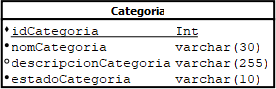 Categoria
idCategoria Int
nomCategoria varchar(30)
descripcionCategoria varchar(255)
estadoCategoria varchar(10)